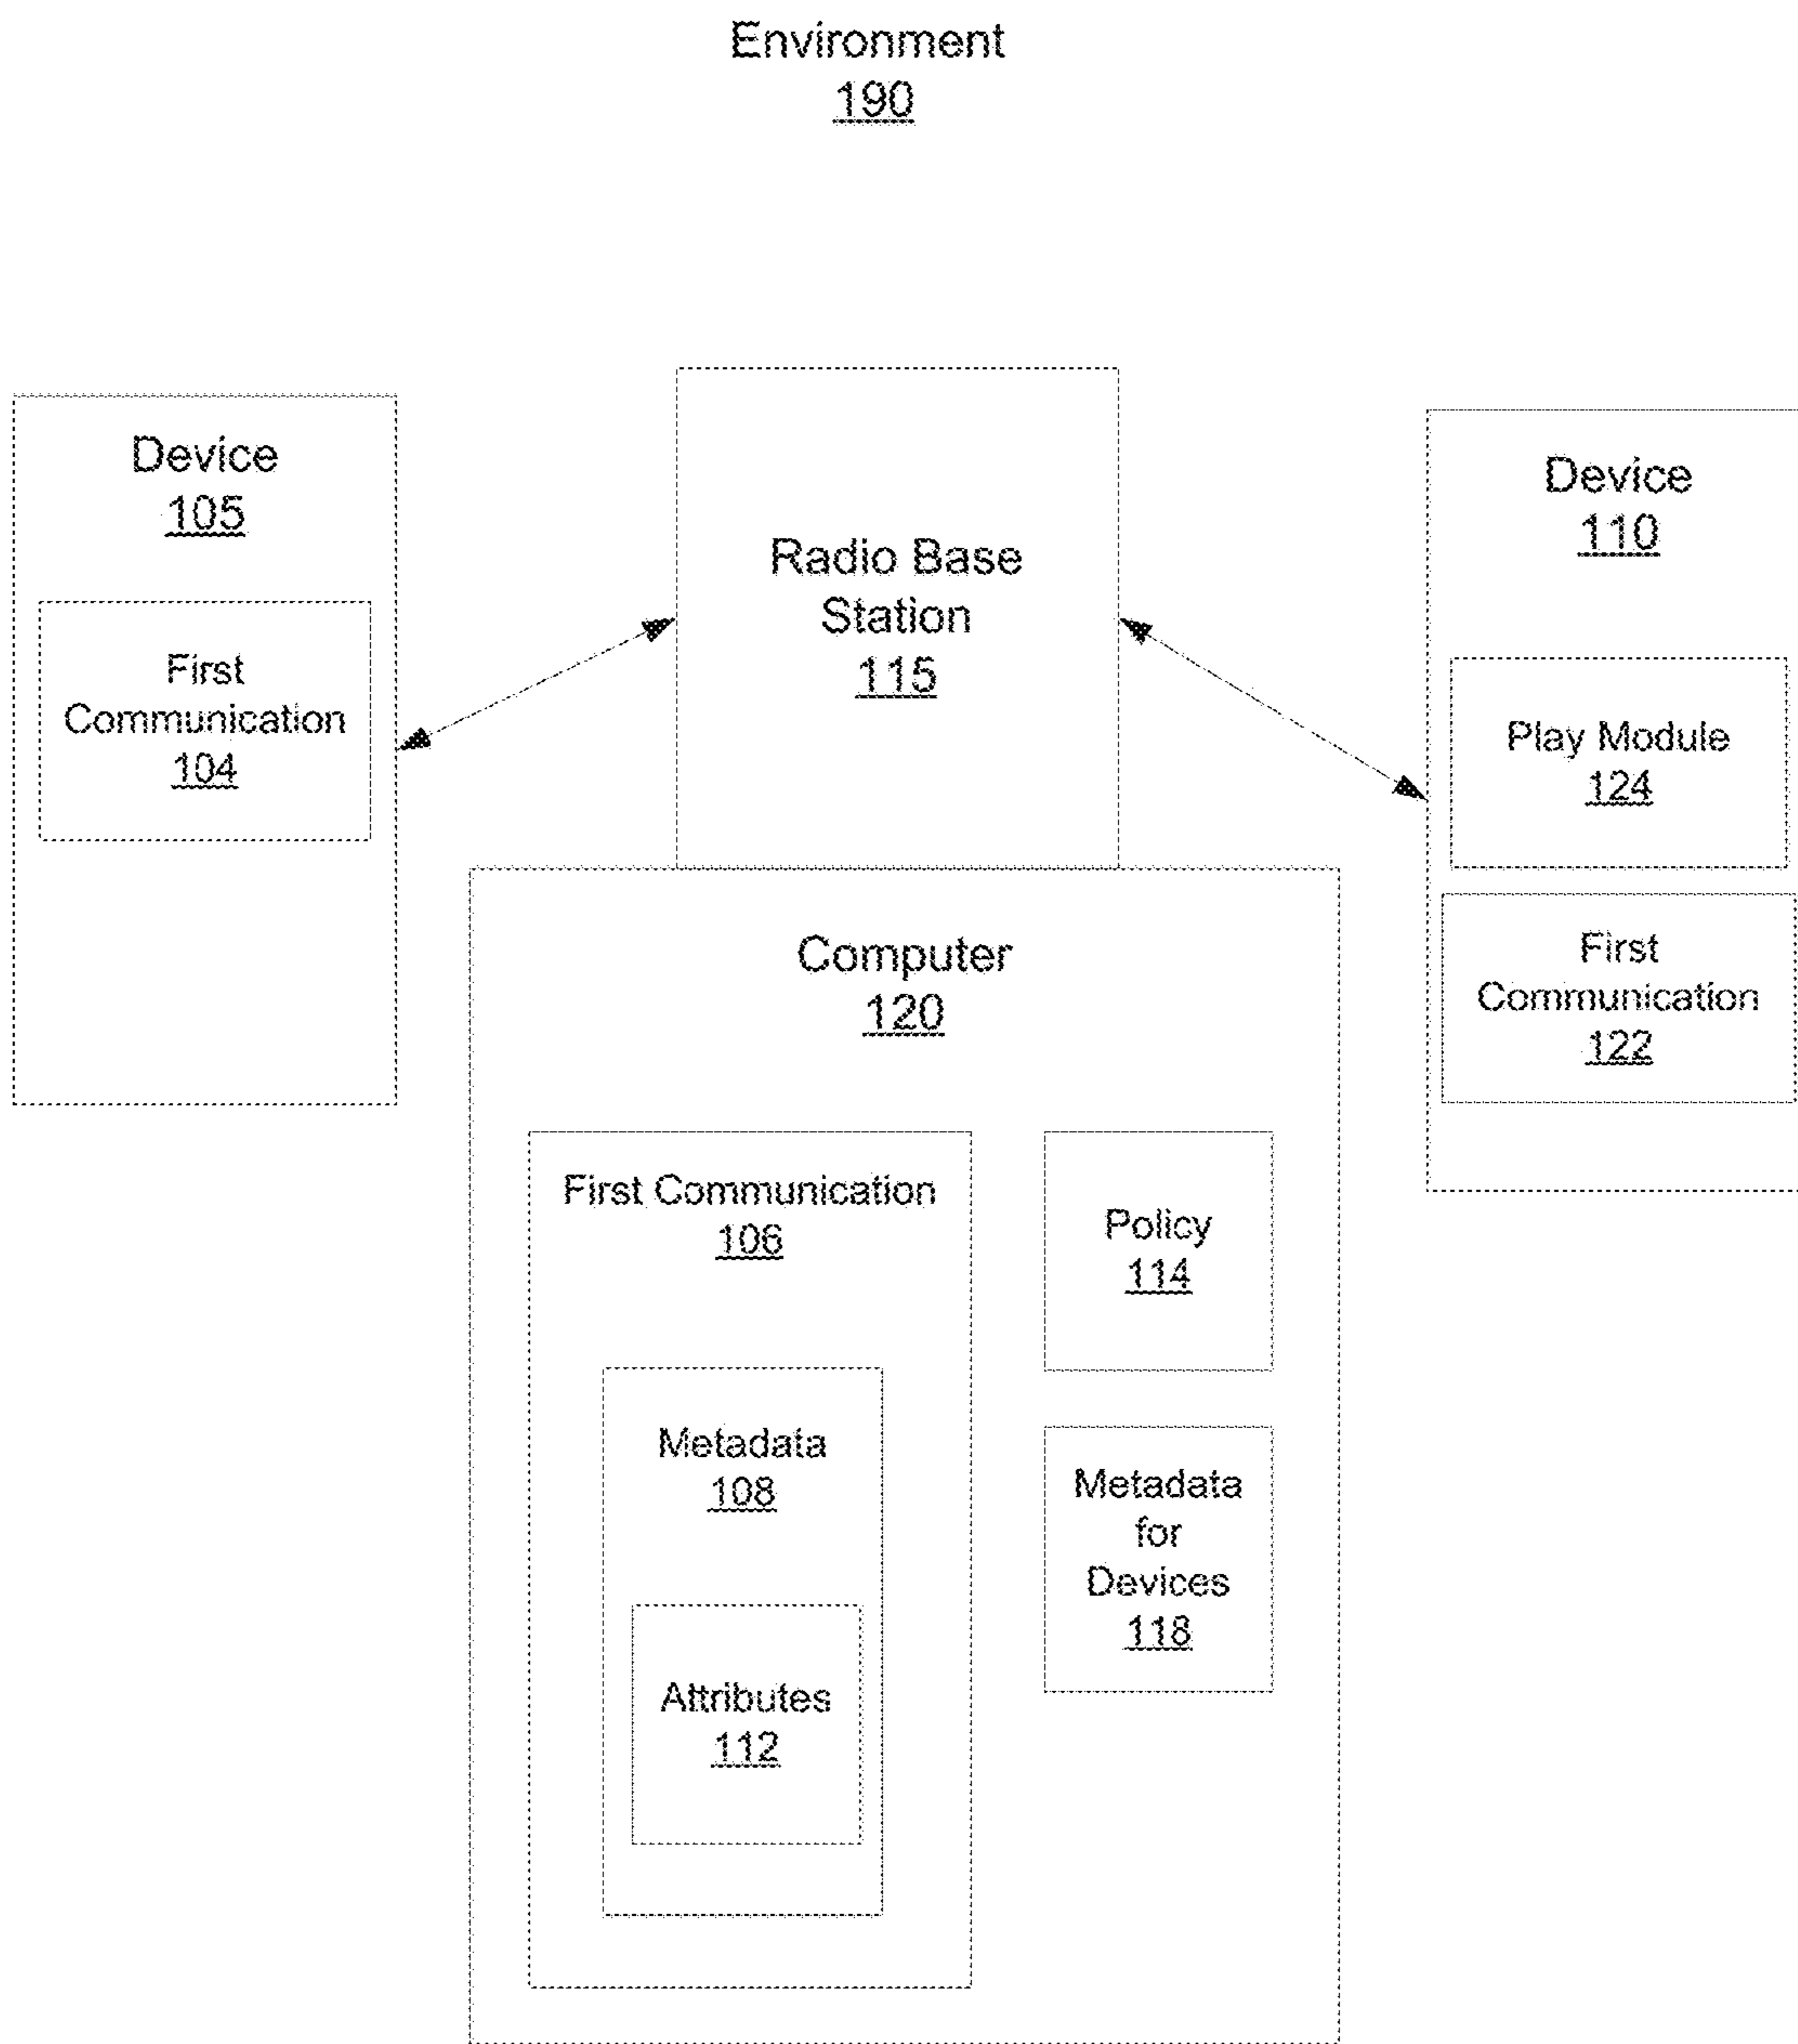 Environment
190
Device
105
First
Communication
104
Radio Base
Station
115
Device
110
Play Module
124
First
Communication
122
Computer
120
First Communication
106
Metadata
108
Attributes
112
Policy
114
Metadata
for
Devices
118